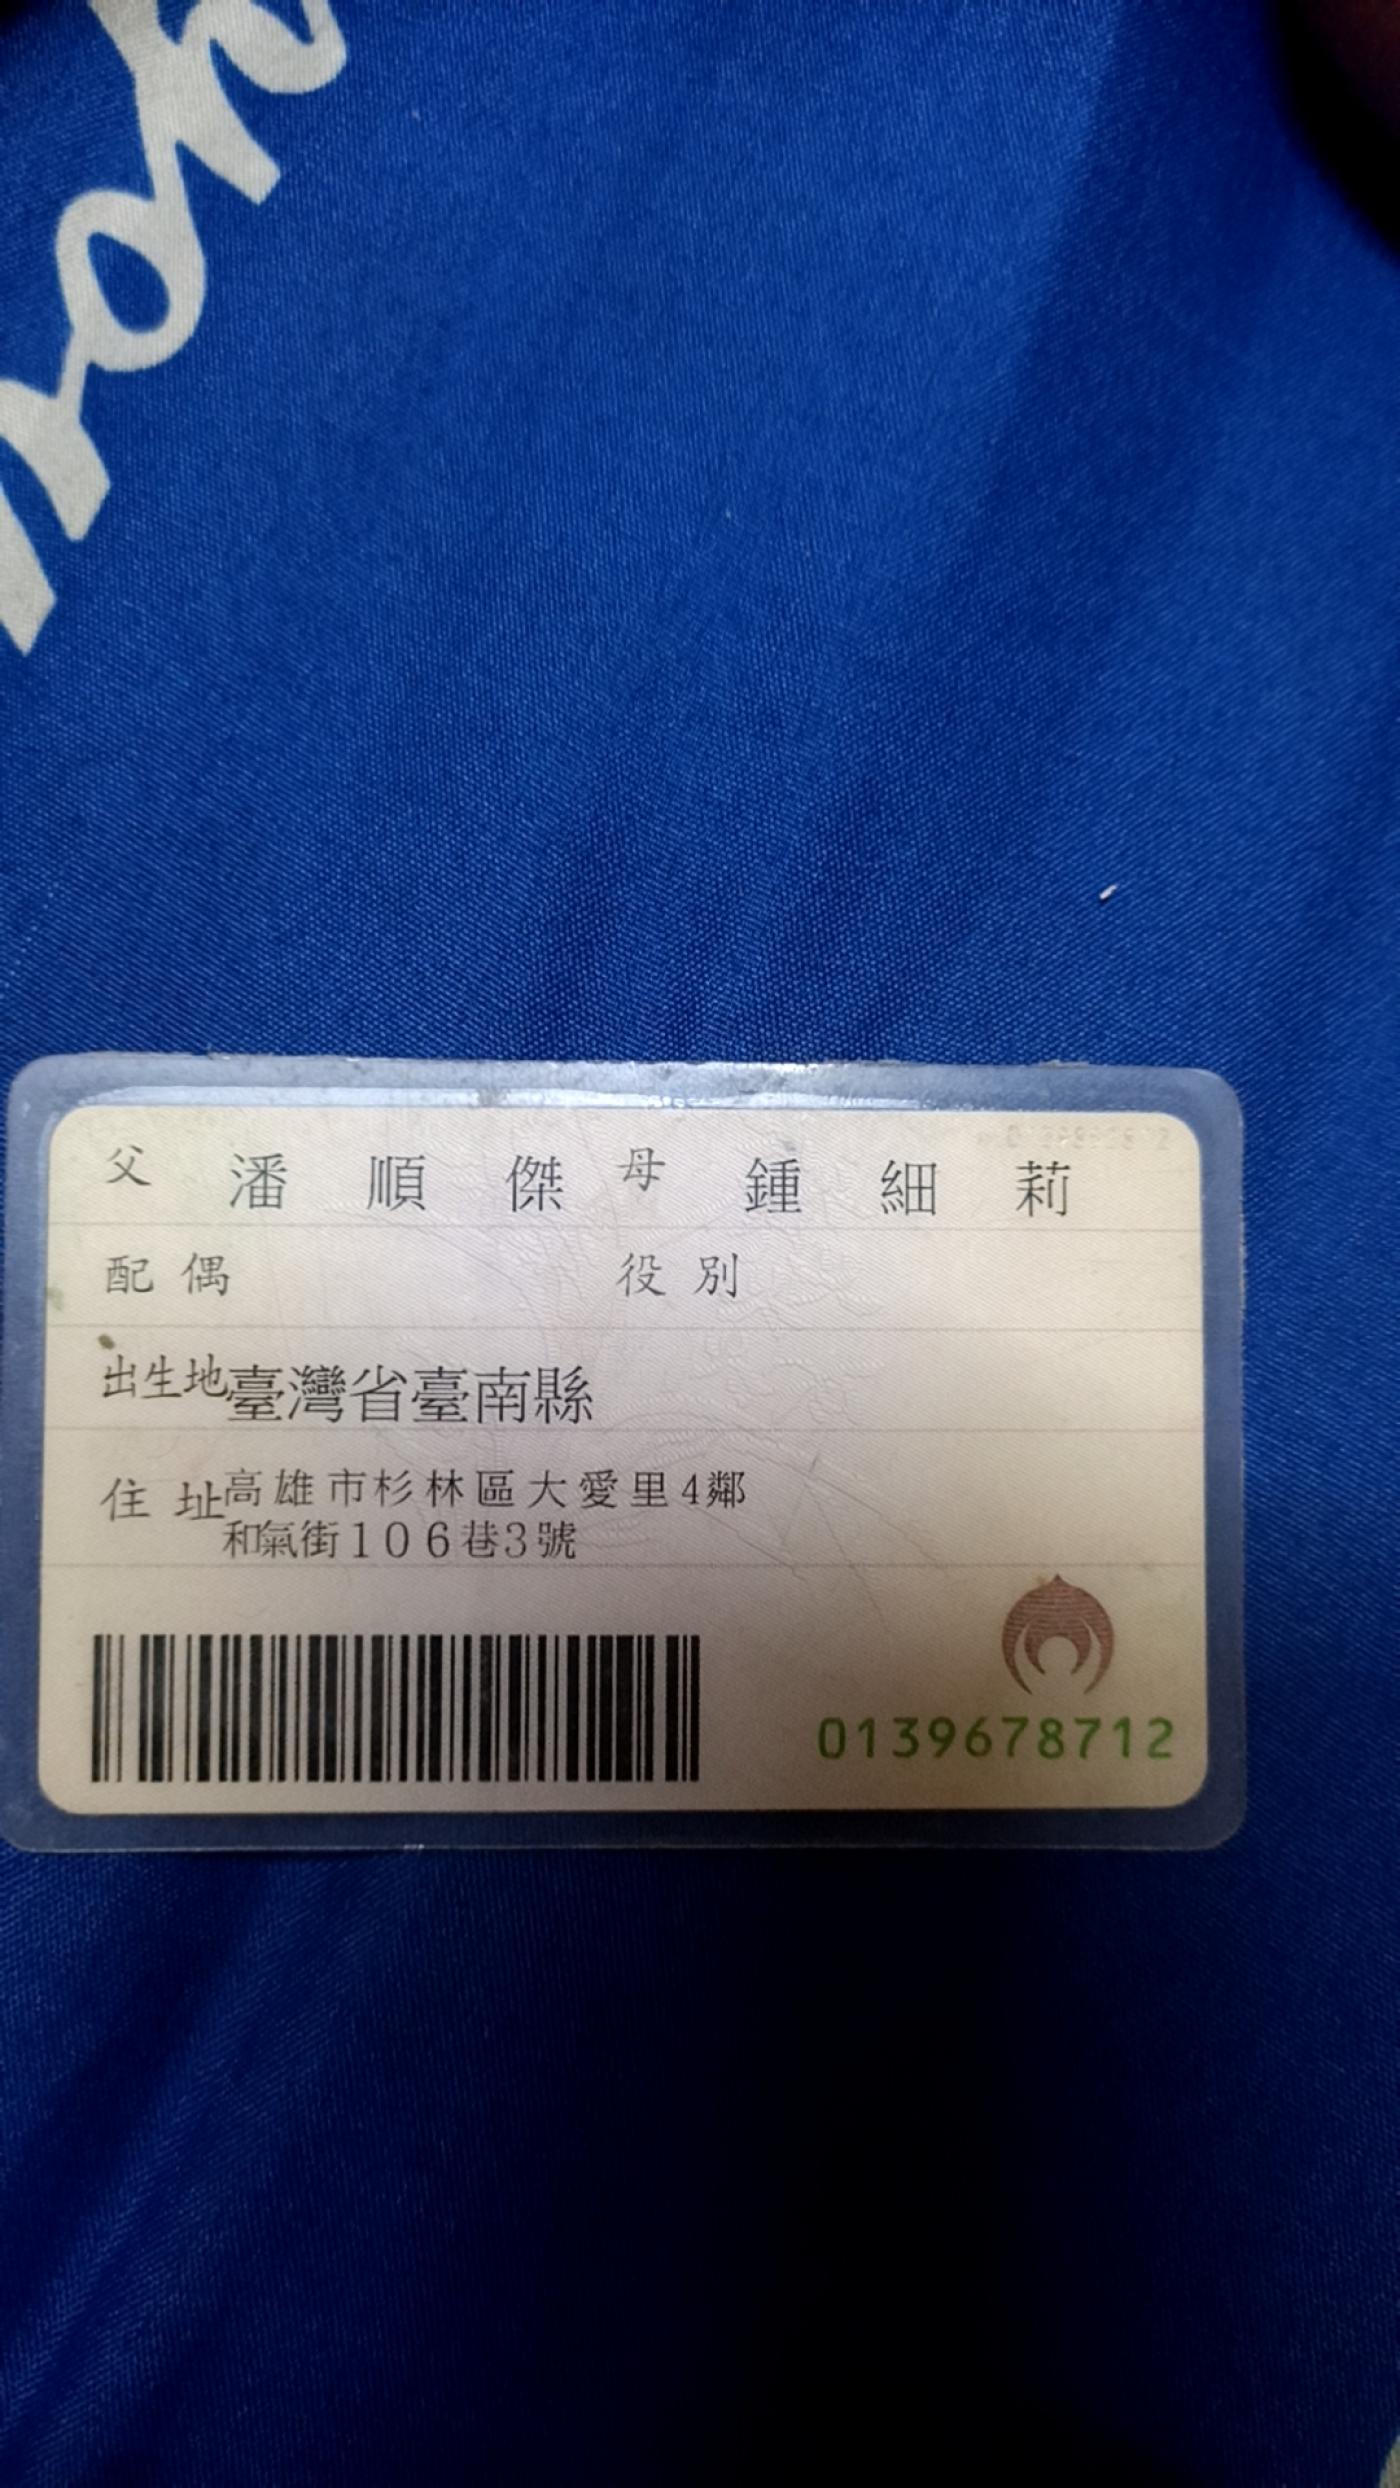 父 潘順傑 母 鍾細莉
配偶 役別
出生地 臺灣省臺南縣
住址 高雄市杉林區大愛里4鄰
和氣街106巷3號
0139678712